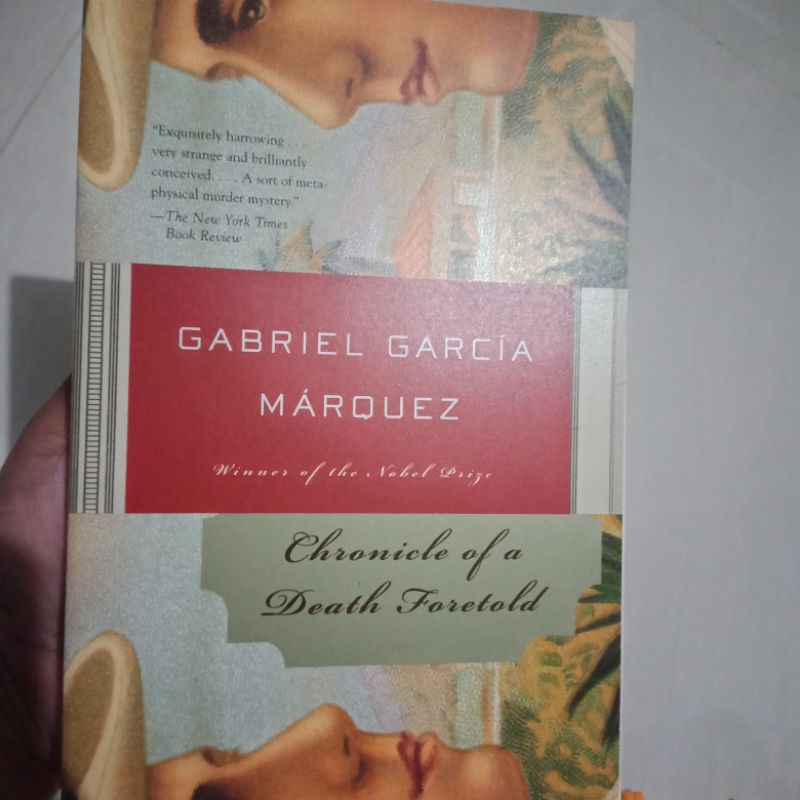 "Exquisitely harrowing . . .
very strange and brilliantly
conceived. . . . A sort of meta-
physical murder mystery."
—The New York Times
Book Review
GABRIEL GARCÍA
MÁRQUEZ
Winner of the Nobel Prize
Chronicle of a
Death Foretold